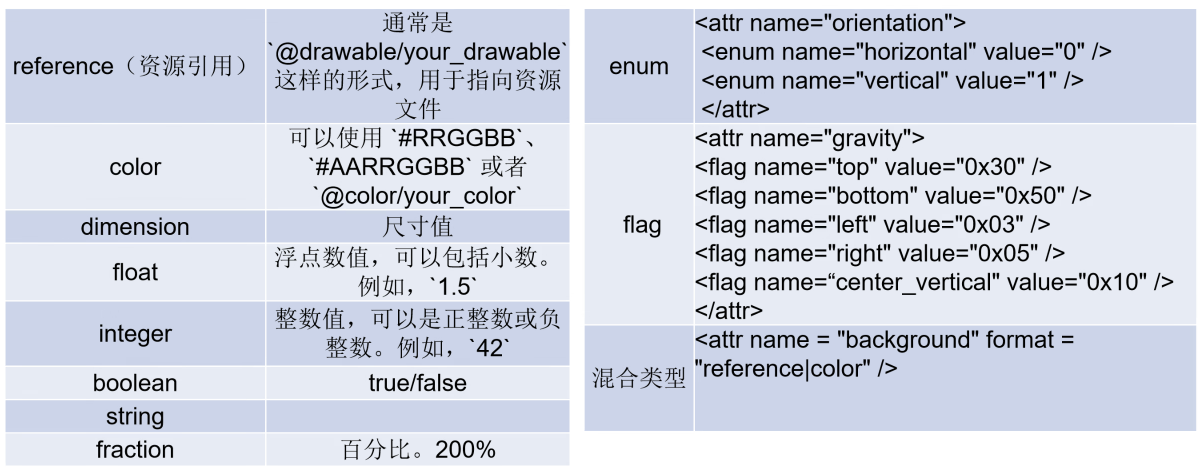 reference（资源引用）
通常是
`@drawable/your_drawable`
这样的形式，用于指向资源
文件
color
可以使用 `#RRGGBB`、
`#AARRGGBB` 或者
`@color/your_color`
dimension
尺寸值
float
浮点数值，可以包括小数。
例如，`1.5`
integer
整数值，可以是正整数或负
整数。例如，`42`
boolean
true/false
string
fraction
百分比。200%
enum
<attr name="orientation">
<enum name="horizontal" value="0" />
<enum name="vertical" value="1" />
</attr>
flag
<attr name="gravity">
<flag name="top" value="0x30" />
<flag name="bottom" value="0x50" />
<flag name="left" value="0x03" />
<flag name="right" value="0x05" />
<flag name=“center_vertical" value="0x10" />
</attr>
混合类型
<attr name = "background" format =
"reference|color" />